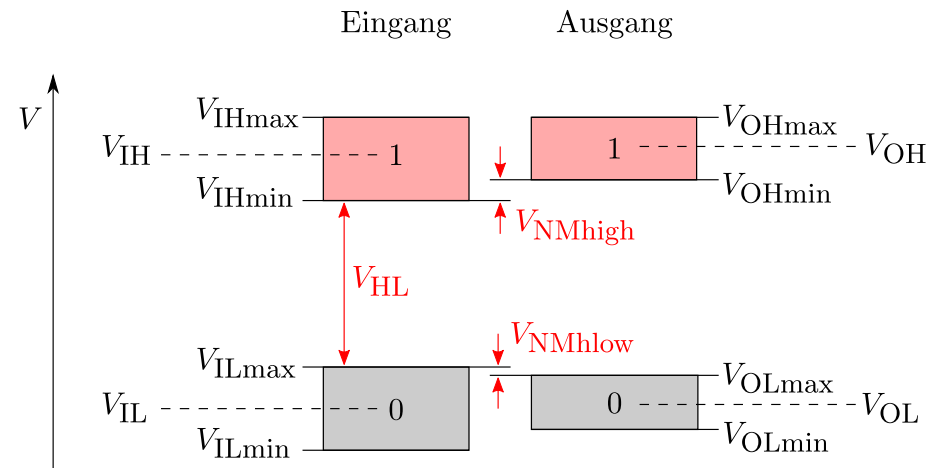 Eingang Ausgang
V
V_IHmax
V_OHmax
V_IH
1
1
V_OH
V_IHmin
V_OHmin
V_NMhigh
V_HL
V_NMhlow
V_ILmax
V_OLmax
V_IL
0
0
V_OL
V_ILmin
V_OLmin